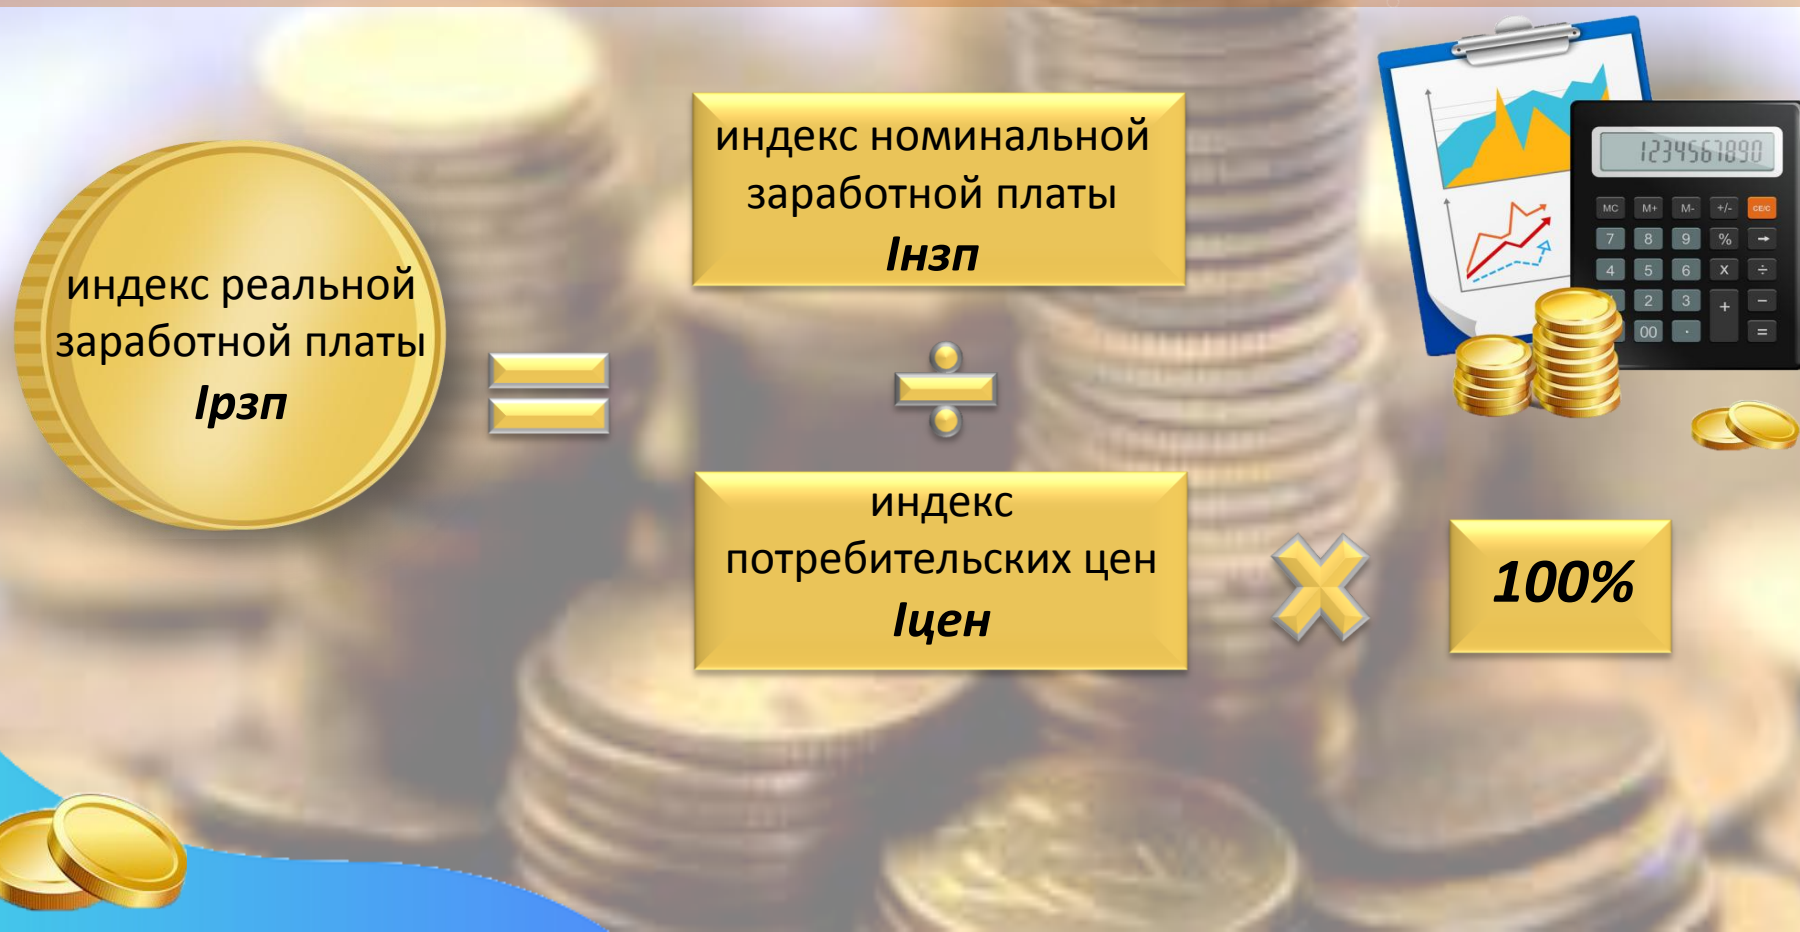 индекс реальной
заработной платы
Iрзп
индекс номинальной
заработной платы
Iнзп
÷
индекс
потребительских цен
Iцен
100%
1234567890
MC M+ M- +/- CE/C
7 8 9 % →
4 5 6 X ÷
2 3 + −
00 · =